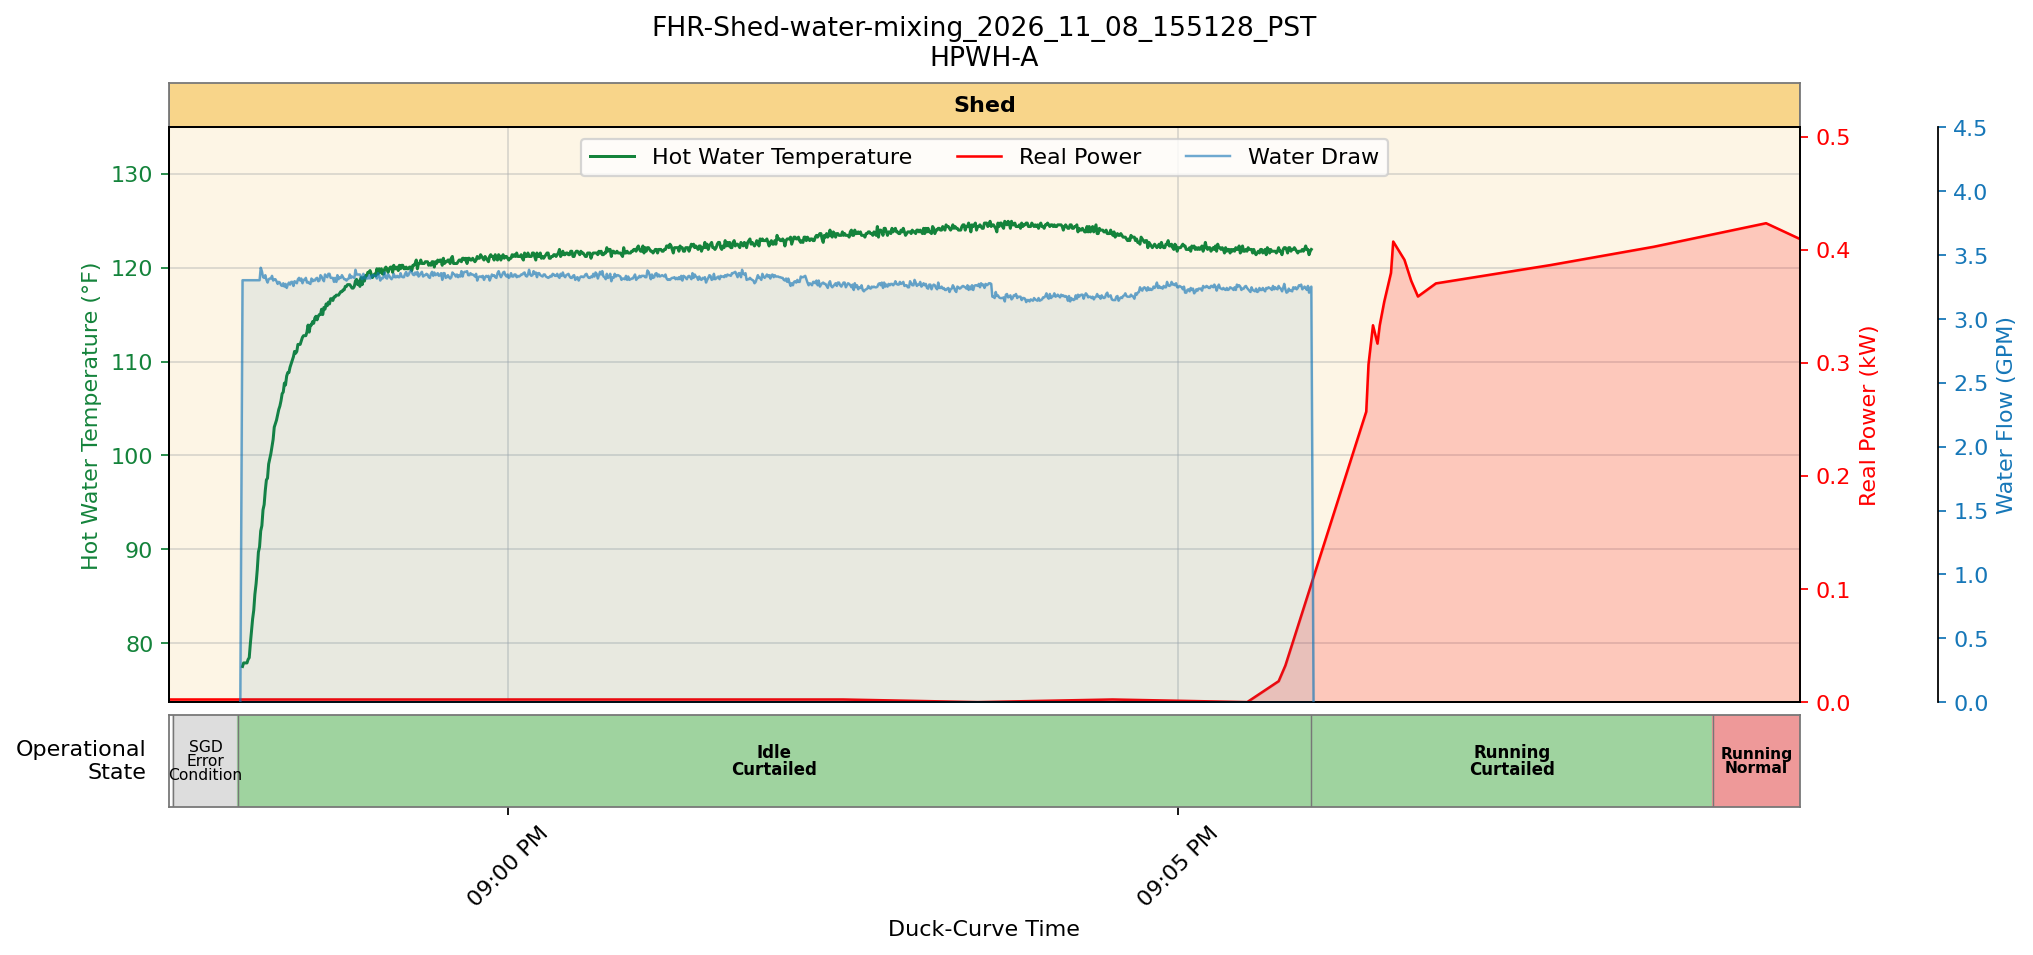 FHR-Shed-water-mixing_2026_11_08_155128_PST
HPWH-A
Shed
Hot Water Temperature
Real Power
Water Draw
Hot Water Temperature (°F)
130
120
110
100
90
80
0.5
0.4
0.3
0.2
0.1
0.0
Real Power (kW)
4.5
4.0
3.5
3.0
2.5
2.0
1.5
1.0
0.5
0.0
Water Flow (GPM)
Operational
State
SGD
Error
Condition
Idle
Curtailed
Running
Curtailed
Running
Normal
09:00 PM
09:05 PM
Duck-Curve Time